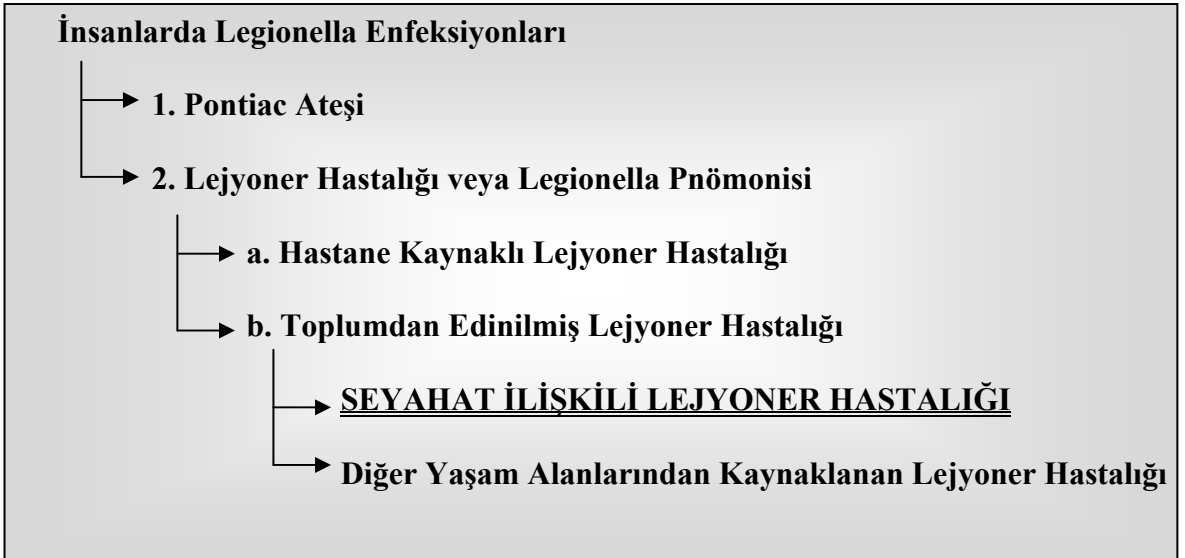 İnsanlarda Legionella Enfeksiyonları
1. Pontiac Ateşi
2. Lejyoner Hastalığı veya Legionella Pnömonisi
a. Hastane Kaynaklı Lejyoner Hastalığı
b. Toplumdan Edinilmiş Lejyoner Hastalığı
SEYAHAT İLİŞKİLİ LEJYONER HASTALIĞI
Diğer Yaşam Alanlarından Kaynaklanan Lejyoner Hastalığı